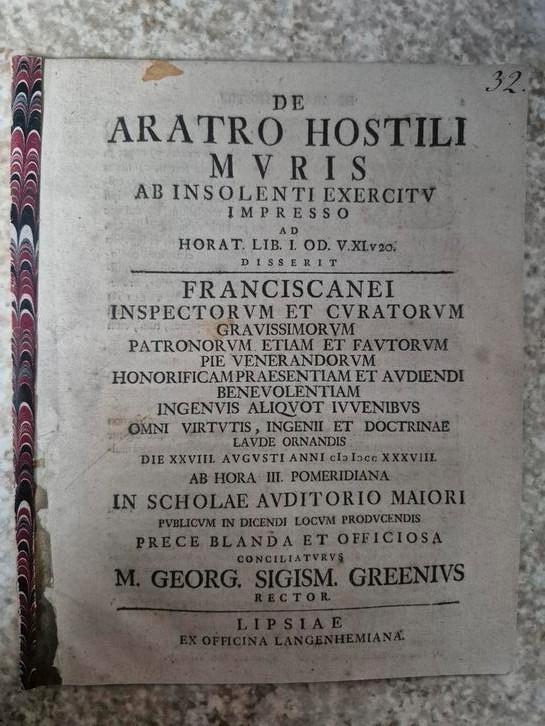 32.
DE
ARATRO HOSTILI
MVRIS
AB INSOLENTI EXERCITV
IMPRESSO
AD
HORAT. LIB. I. OD. V.XI.v20.
DISSERIT
FRANCISCANEI
INSPECTORVM ET CVRATORVM
GRAVISSIMORVM
PATRONORVM ETIAM ET FAVTORVM
PIE VENERANDORVM
HONORIFICAM PRAESENTIAM ET AVDIENDI
BENEVOLENTIAM
INGENVIS ALIQVOT IVVENIBVS
OMNI VIRTVTIS, INGENII ET DOCTRINAE
LAVDE ORNANDIS
DIE XXVIII. AVGVSTI ANNI cIɔ Iɔcc XXXVIII.
AB HORA III. POMERIDIANA
IN SCHOLAE AVDITORIO MAIORI
PVBLICVM IN DICENDI LOCVM PRODVCENDIS
PRECE BLANDA ET OFFICIOSA
CONCILIATVRVS
M. GEORG. SIGISM. GREENIVS
RECTOR.
LIPSIAE
EX OFFICINA LANGENHEMIANA.